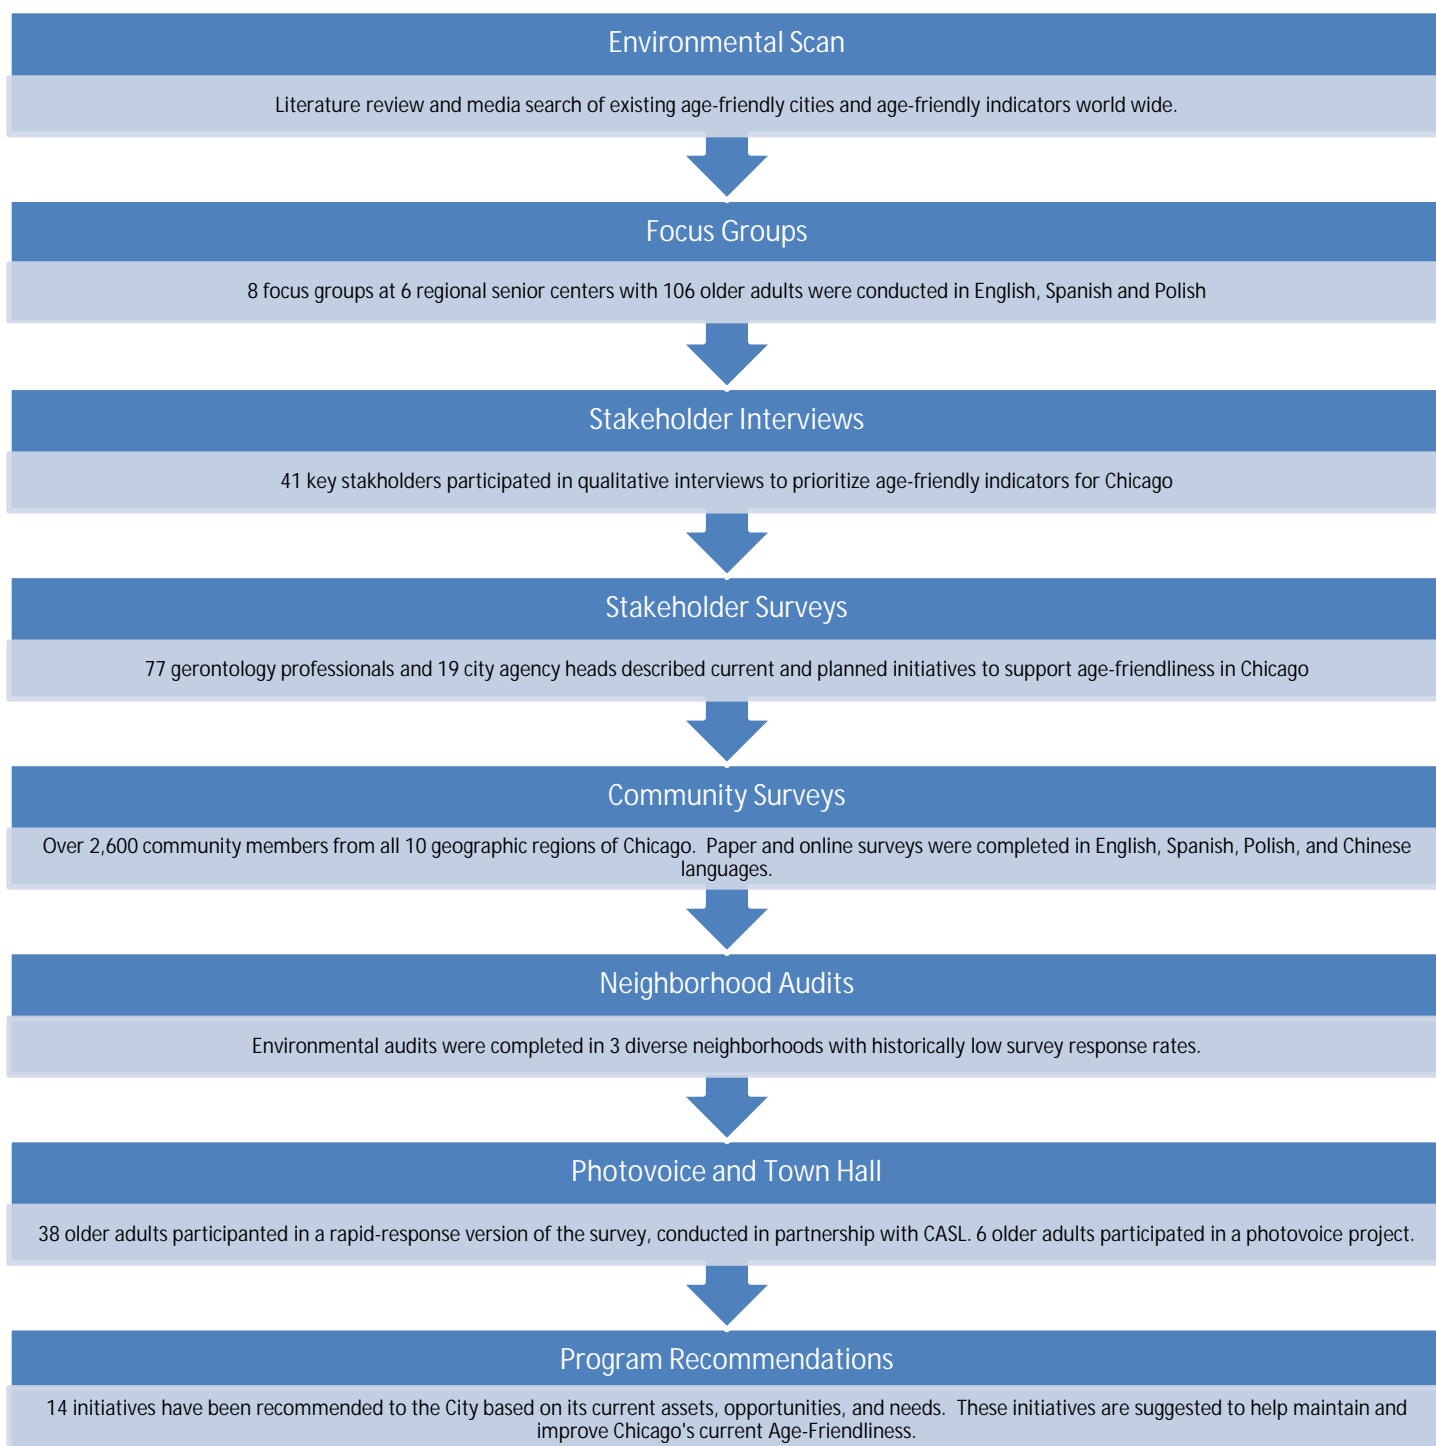 Environmental Scan
Literature review and media search of existing age-friendly cities and age-friendly indicators world wide.
Focus Groups
8 focus groups at 6 regional senior centers with 106 older adults were conducted in English, Spanish and Polish
Stakeholder Interviews
41 key stakholders participated in qualitative interviews to prioritize age-friendly indicators for Chicago
Stakeholder Surveys
77 gerontology professionals and 19 city agency heads described current and planned initiatives to support age-friendliness in Chicago
Community Surveys
Over 2,600 community members from all 10 geographic regions of Chicago.  Paper and online surveys were completed in English, Spanish, Polish, and Chinese
languages.
Neighborhood Audits
Environmental audits were completed in 3 diverse neighborhoods with historically low survey response rates.
Photovoice and Town Hall
38 older adults participanted in a rapid-response version of the survey, conducted in partnership with CASL. 6 older adults participated in a photovoice project.
Program Recommendations
14 initiatives have been recommended to the City based on its current assets, opportunities, and needs.  These initiatives are suggested to help maintain and
improve Chicago's current Age-Friendliness.